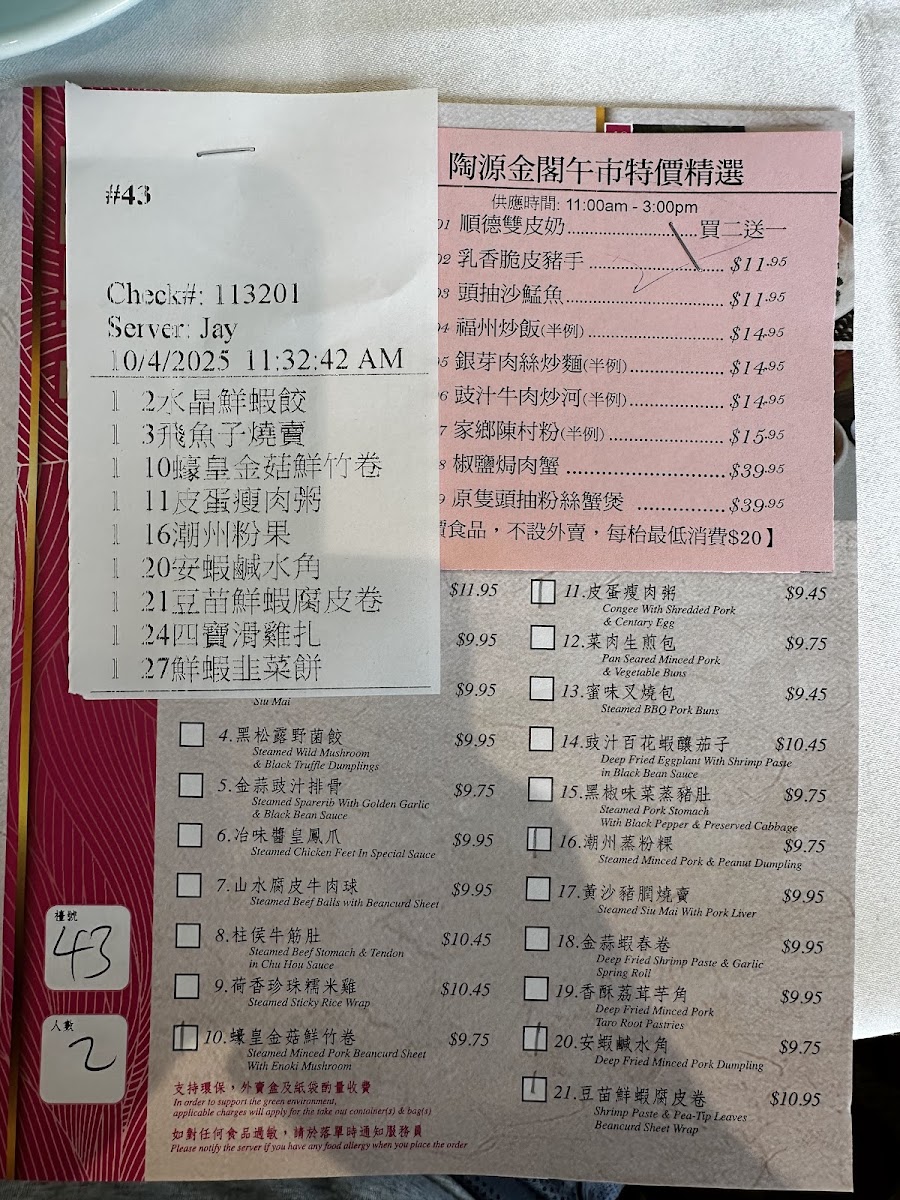 #43
Check#: 113201
Server: Jay
10/4/2025 11:32:42 AM
1 2水晶鮮蝦餃
1 3飛魚子燒賣
1 10蠔皇金菇鮮竹卷
1 11皮蛋瘦肉粥
1 16潮州粉果
1 20安蝦鹹水角
1 21豆苗鮮蝦腐皮卷
1 24四寶滑雞扎
1 27鮮蝦韭菜餅
陶源金閣午市特價精選
供應時間: 11:00am - 3:00pm
01 順德雙皮奶......................買二送一
02 乳香脆皮豬手 ....................... $11.95
03 頭抽沙鯭魚........................... $11.95
04 福州炒飯(半例) ....................... $14.95
05 銀芽肉絲炒麵(半例)................ $14.95
06 豉汁牛肉炒河(半例)................ $14.95
7 家鄉陳村粉(半例) ................... $15.95
8 椒鹽焗肉蟹 ....................... $39.95
9 原隻頭抽粉絲蟹煲 ............ $39.95
價食品，不設外賣，每枱最低消費$20】
$11.95
$9.95
$9.95
Siu Mai
4.黑松露野菌餃 $9.95
Steamed Wild Mushroom
& Black Truffle Dumplings
5.金蒜豉汁排骨 $9.75
Steamed Sparerib With Golden Garlic
& Black Bean Sauce
6.冶味醬皇鳳爪 $9.95
Steamed Chicken Feet In Special Sauce
7.山水腐皮牛肉球 $9.95
Steamed Beef Balls with Beancurd Sheet
8.柱侯牛筋肚 $10.45
Steamed Beef Stomach & Tendon
in Chu Hou Sauce
9.荷香珍珠糯米雞 $10.45
Steamed Sticky Rice Wrap
10.蠔皇金菇鮮竹卷 $9.75
Steamed Minced Pork Beancurd Sheet
With Enoki Mushroom
支持環保，外賣盒及紙袋酌量收費
In order to support the green environment,
applicable charges will apply for the take out container(s) & bag(s)
如對任何食品過敏，請於落單時通知服務員
Please notify the server if you have any food allergy when you place the order
11.皮蛋瘦肉粥 $9.45
Congee With Shredded Pork
& Centary Egg
12.菜肉生煎包 $9.75
Pan Seared Minced Pork
& Vegetable Buns
13.蜜味叉燒包 $9.45
Steamed BBQ Pork Buns
14.豉汁百花蝦釀茄子 $10.45
Deep Fried Eggplant With Shrimp Paste
in Black Bean Sauce
15.黑椒味菜蒸豬肚 $9.75
Steamed Pork Stomach
With Black Pepper & Preserved Cabbage
16.潮州蒸粉粿 $9.75
Steamed Minced Pork & Peanut Dumpling
17.黃沙豬膶燒賣 $9.95
Steamed Siu Mai With Pork Liver
18.金蒜蝦春卷 $9.95
Deep Fried Shrimp Paste & Garlic
Spring Roll
19.香酥荔茸芋角 $9.95
Deep Fried Minced Pork
Taro Root Pastries
20.安蝦鹹水角 $9.75
Deep Fried Minced Pork Dumpling
21.豆苗鮮蝦腐皮卷 $10.95
Shrimp Paste & Pea-Tip Leaves
Beancurd Sheet Wrap
檯號
43
人數
2